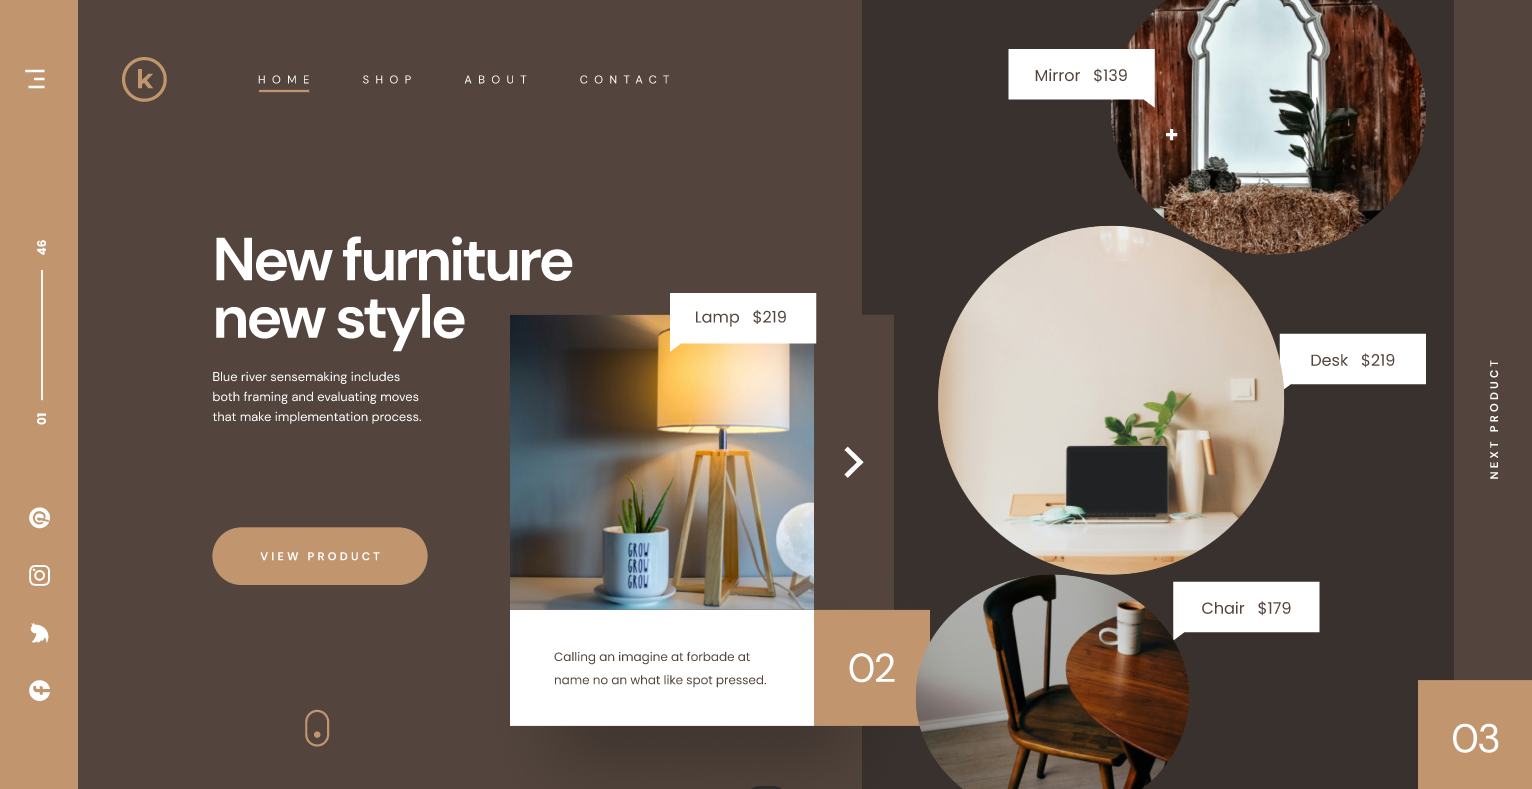 k
HOME
SHOP
ABOUT
CONTACT
46
01
New furniture
new style
Blue river sensemaking includes
both framing and evaluating moves
that make implementation process.
VIEW PRODUCT
Lamp $219
GROW
GROW
GROW
Calling an imagine at forbade at
name no an what like spot pressed.
02
Mirror $139
Desk $219
Chair $179
NEXT PRODUCT
03